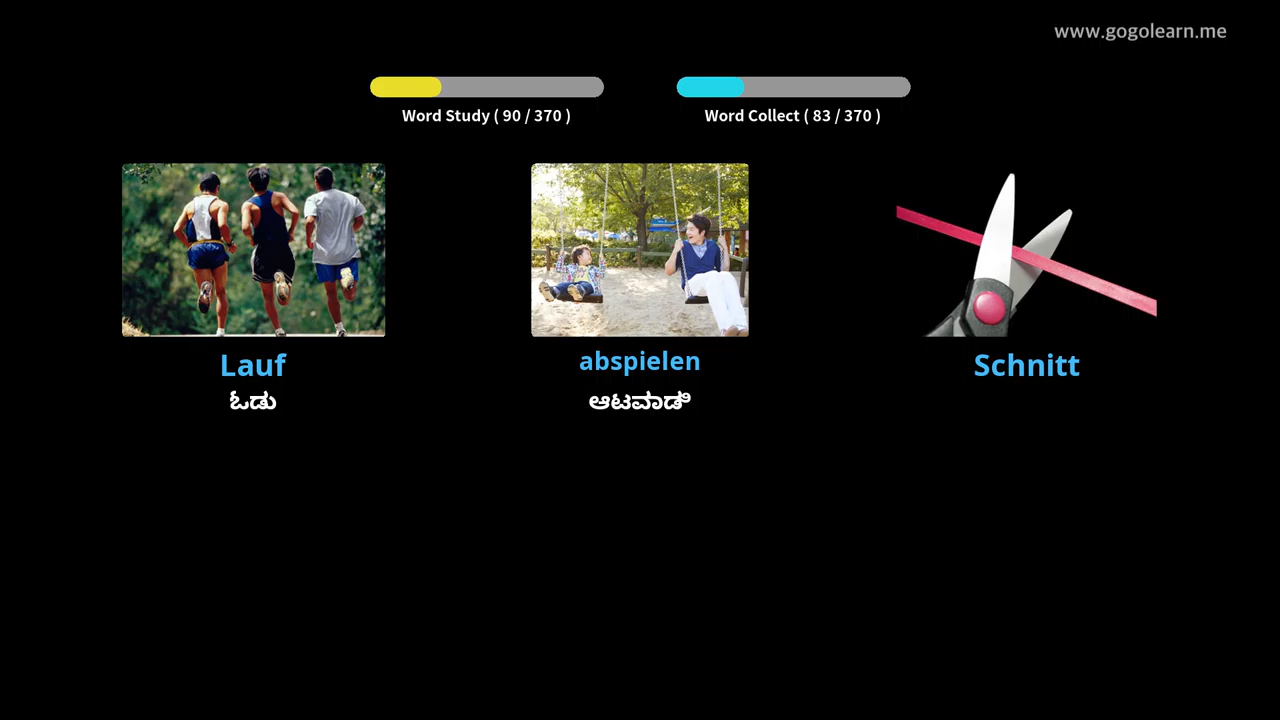 www.gogolearn.me
Word Study ( 90 / 370 )
Word Collect ( 83 / 370 )
Lauf
abspielen
Schnitt
ಓಡು
ಆಟವಾಡಿ